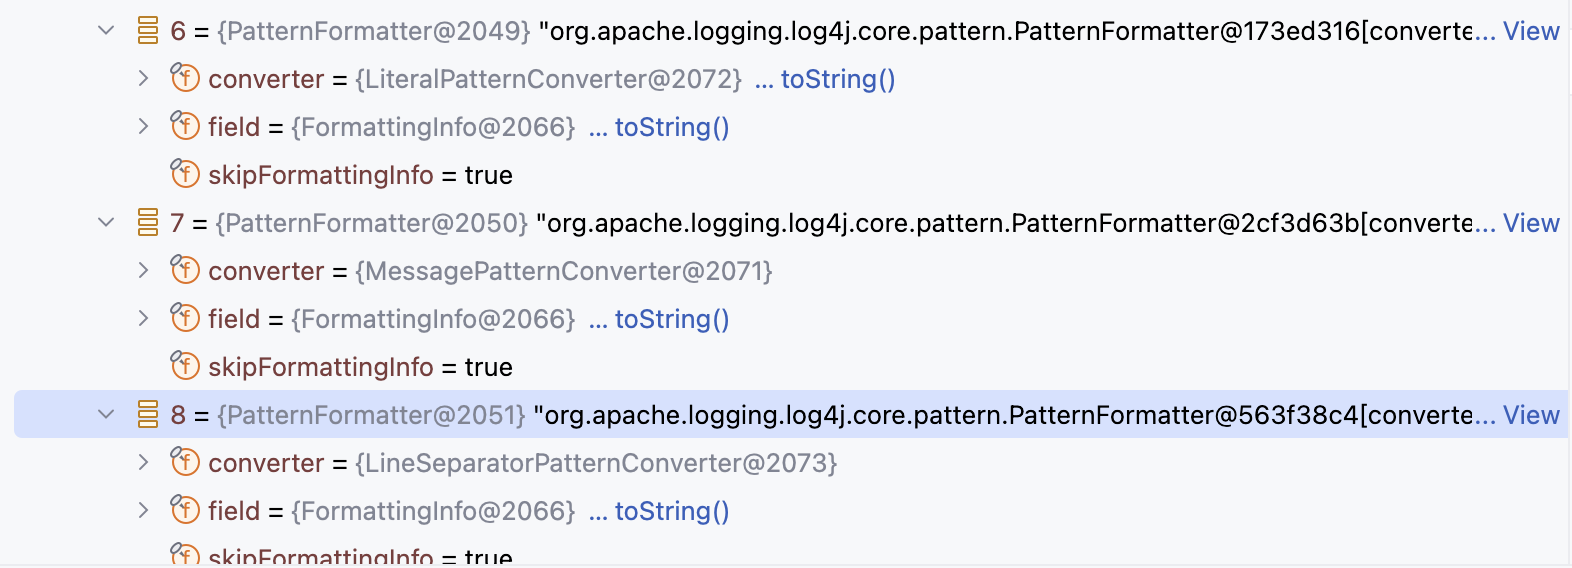 6 = {PatternFormatter@2049} "org.apache.logging.log4j.core.pattern.PatternFormatter@173ed316[converte... View
converter = {LiteralPatternConverter@2072} ... toString()
field = {FormattingInfo@2066} ... toString()
skipFormattingInfo = true
7 = {PatternFormatter@2050} "org.apache.logging.log4j.core.pattern.PatternFormatter@2cf3d63b[converte... View
converter = {MessagePatternConverter@2071}
field = {FormattingInfo@2066} ... toString()
skipFormattingInfo = true
8 = {PatternFormatter@2051} "org.apache.logging.log4j.core.pattern.PatternFormatter@563f38c4[converte... View
converter = {LineSeparatorPatternConverter@2073}
field = {FormattingInfo@2066} ... toString()
skipFormattingInfo = true